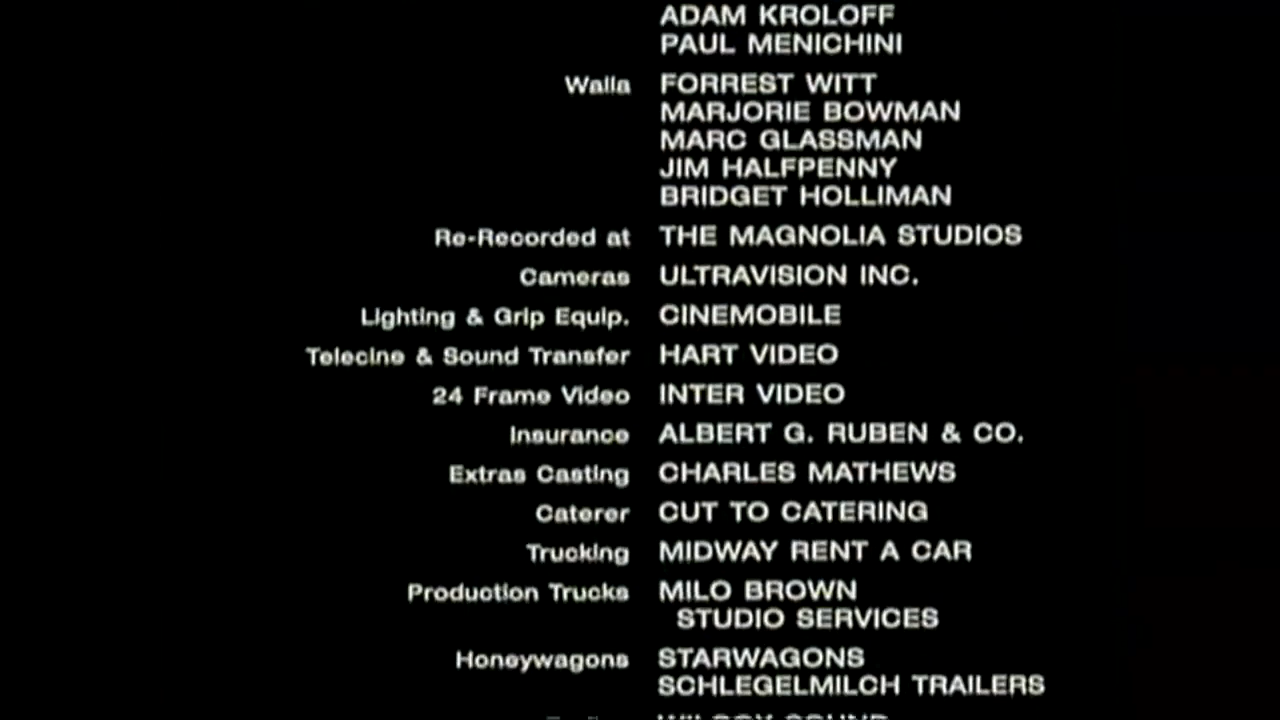 ADAM KROLOFF
PAUL MENICHINI
Walla FORREST WITT
MARJORIE BOWMAN
MARC GLASSMAN
JIM HALFPENNY
BRIDGET HOLLIMAN
Re-Recorded at THE MAGNOLIA STUDIOS
Cameras ULTRAVISION INC.
Lighting & Grip Equip. CINEMOBILE
Telecine & Sound Transfer HART VIDEO
24 Frame Video INTER VIDEO
Insurance ALBERT G. RUBEN & CO.
Extras Casting CHARLES MATHEWS
Caterer CUT TO CATERING
Trucking MIDWAY RENT A CAR
Production Trucks MILO BROWN
STUDIO SERVICES
Honeywagons STARWAGONS
SCHLEGELMILCH TRAILERS